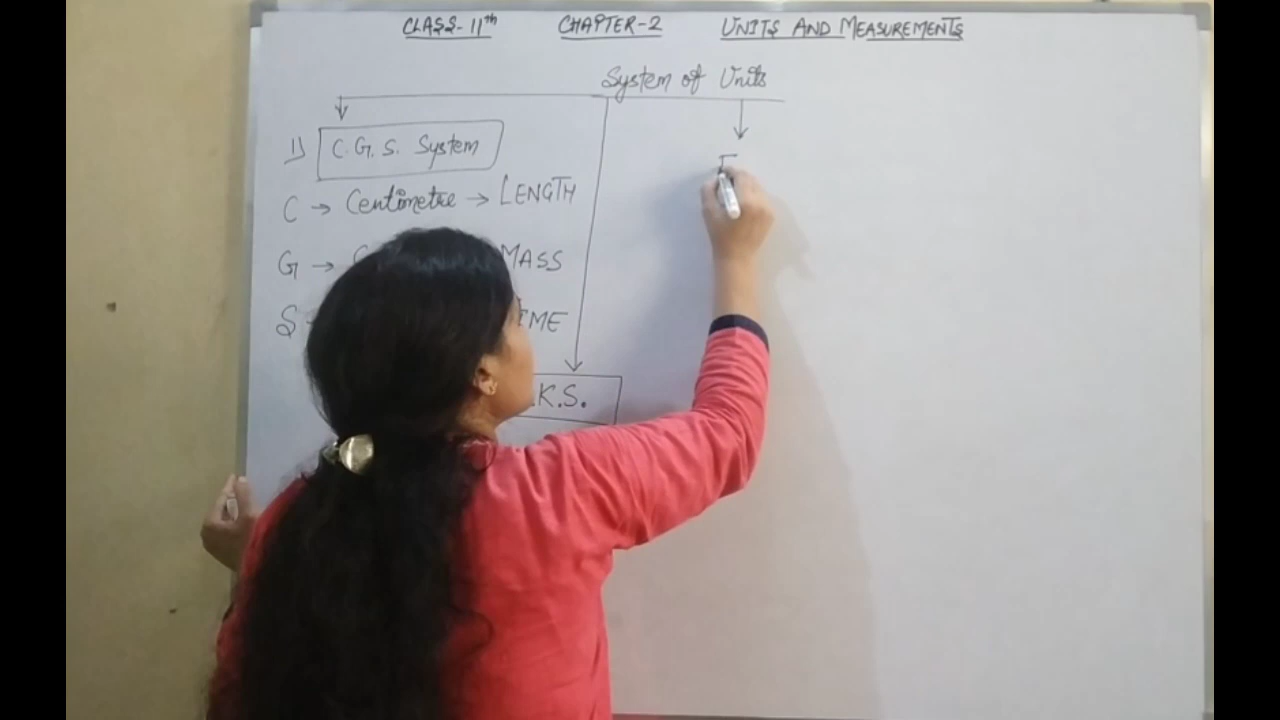 CLASS-11th CHAPTER-2 UNITS AND MEASUREMENTS
System of Units
1) C.G.S. System
C → Centimetre → LENGTH
G → MASS
S
.K.S.